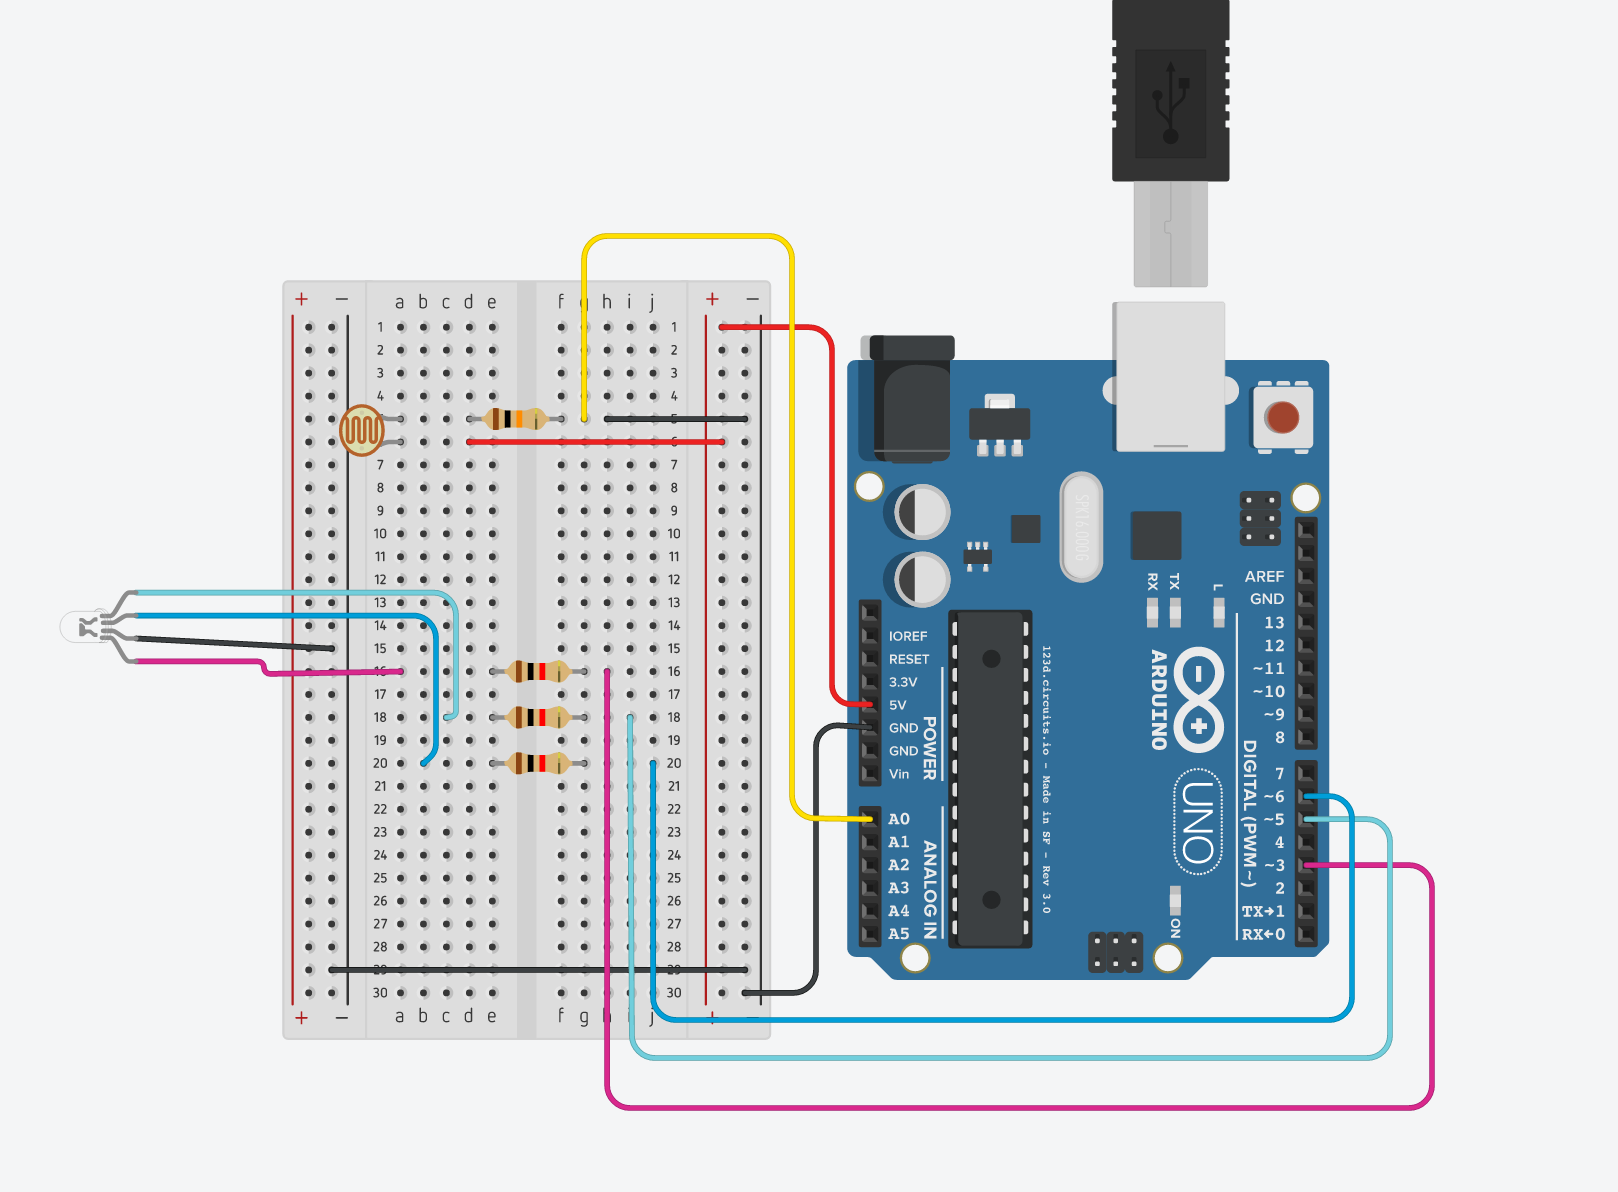 + − a b c d e f g h i j + −
1 1
2 2
3 3
4 4
5
6
7 7
8 8
9 9
10 10
11 11
12 12
13 13
14 14
15 15
16 16
17 17
18 18
19 19
20 20
21 21
22 22
23 23
24 24
25 25
26 26
27 27
28 28
29 29
30 30
+ − a b c d e f g h i j + −
SPK16.000G
RX TX L
IOREF
RESET
3.3V
5V
GND
GND
Vin
POWER
A0
A1
A2
A3
A4
A5
ANALOG IN
123d.circuits.io - Made in SF - Rev 3.0
ARDUINO
UNO
ON
AREF
GND
13
12
~11
~10
~9
8
7
~6
~5
4
~3
2
TX→1
RX←0
DIGITAL (PWM ~)